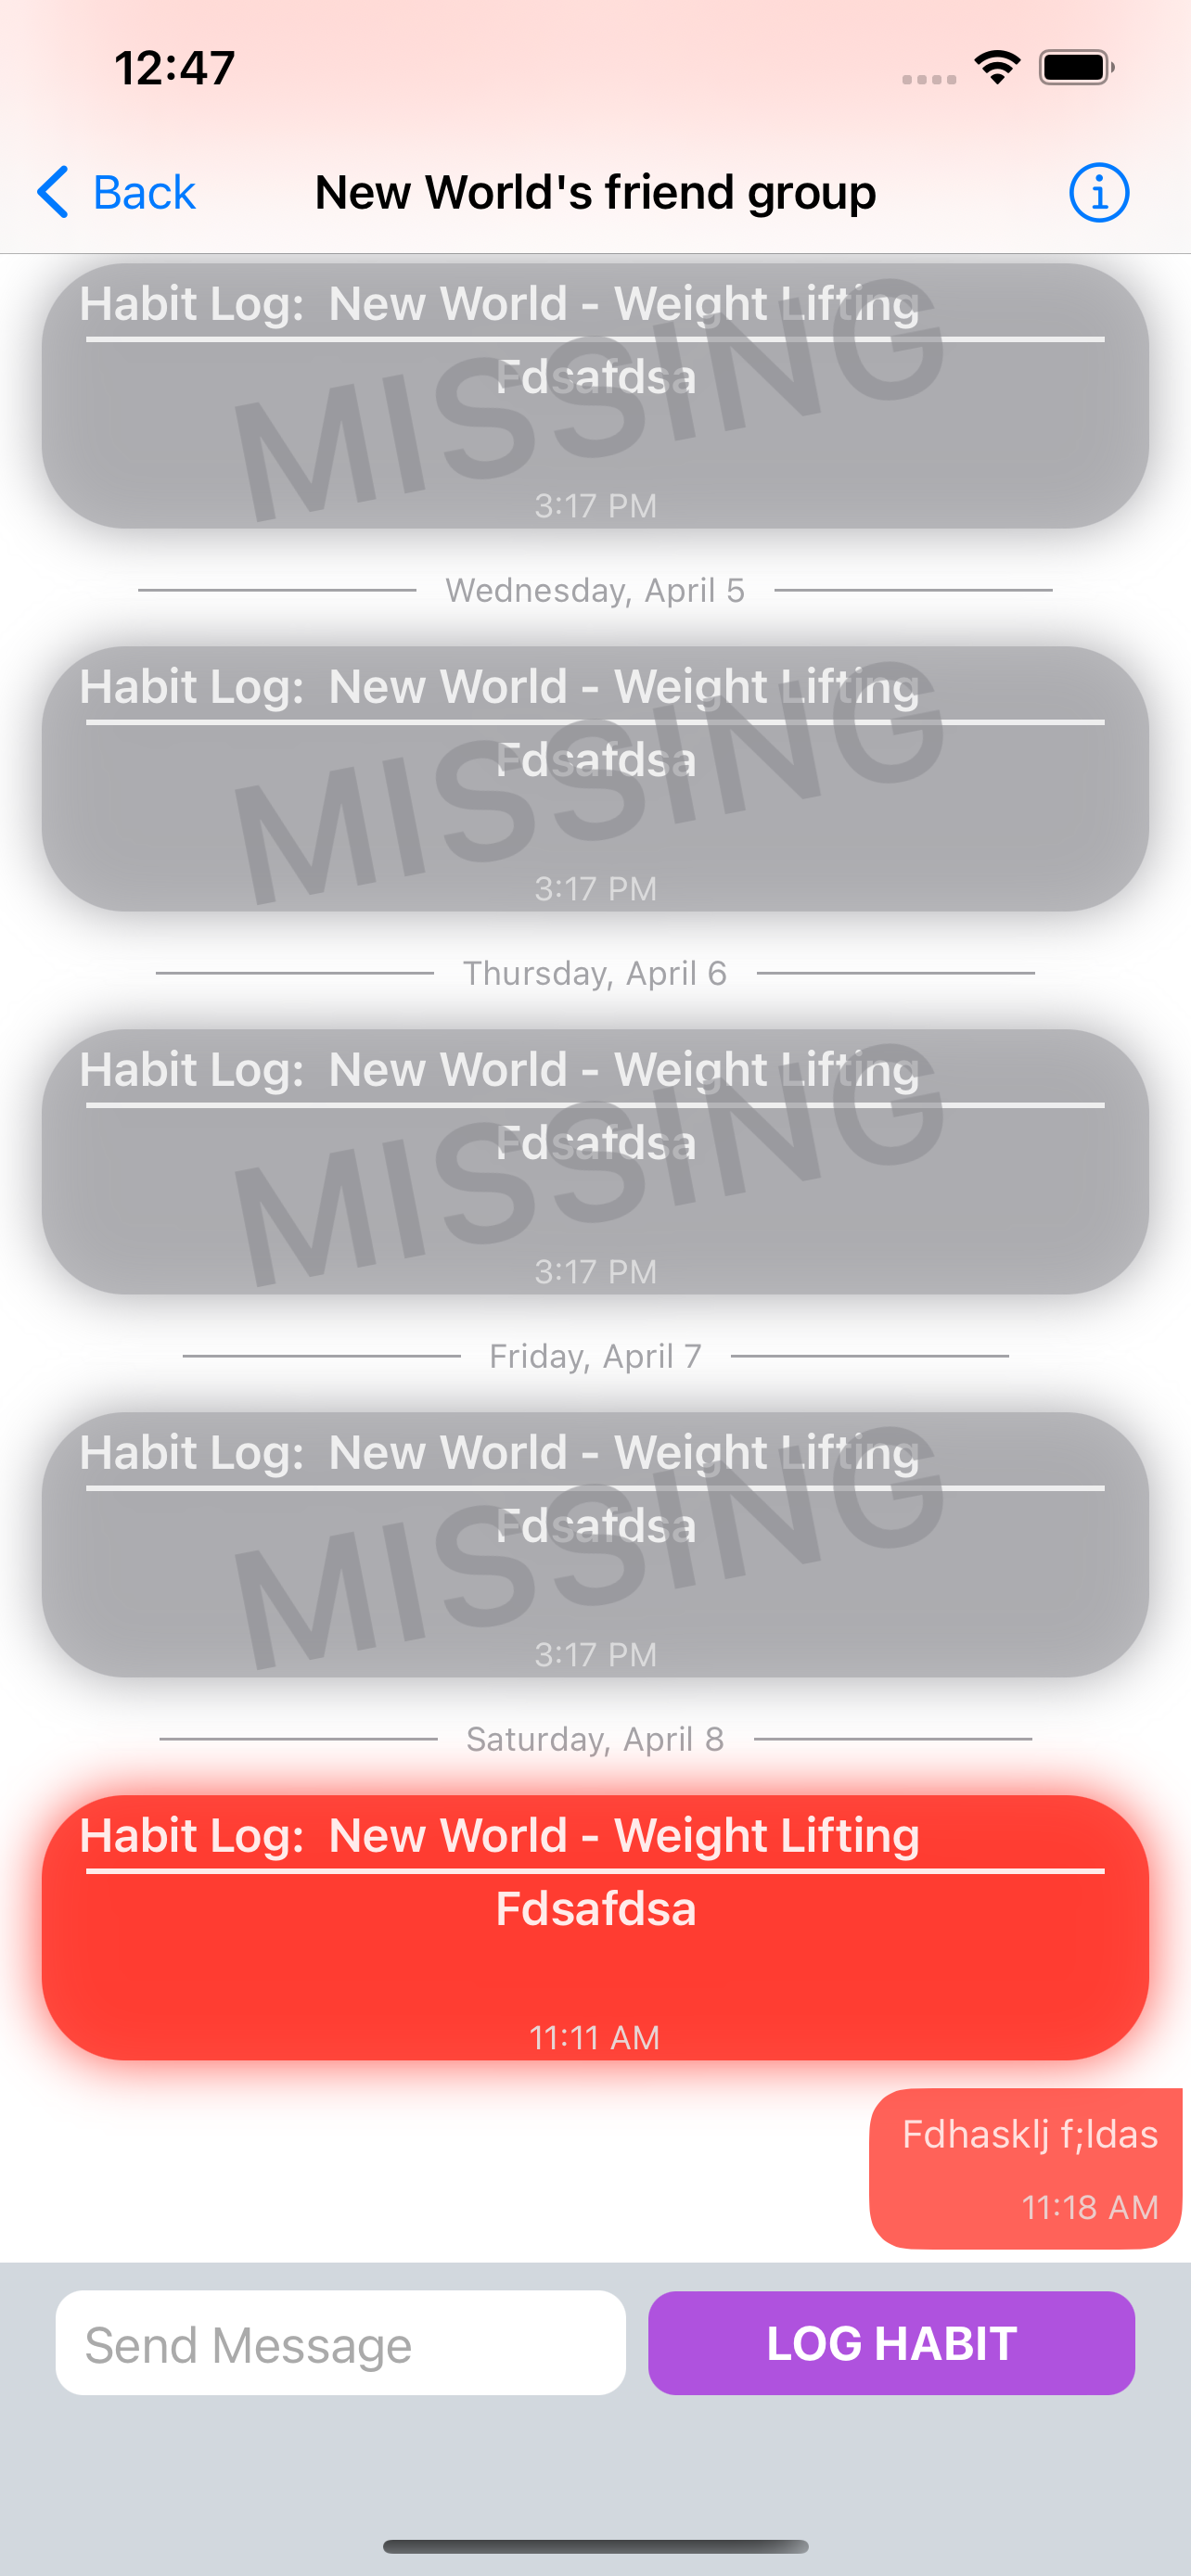 12:47
Back
New World's friend group
Habit Log: New World - Weight Lifting
Fdsafdsa
MISSING
3:17 PM
Wednesday, April 5
Habit Log: New World - Weight Lifting
Fdsafdsa
MISSING
3:17 PM
Thursday, April 6
Habit Log: New World - Weight Lifting
Fdsafdsa
MISSING
3:17 PM
Friday, April 7
Habit Log: New World - Weight Lifting
Fdsafdsa
MISSING
3:17 PM
Saturday, April 8
Habit Log: New World - Weight Lifting
Fdsafdsa
11:11 AM
Fdhasklj f;ldas
11:18 AM
Send Message
LOG HABIT